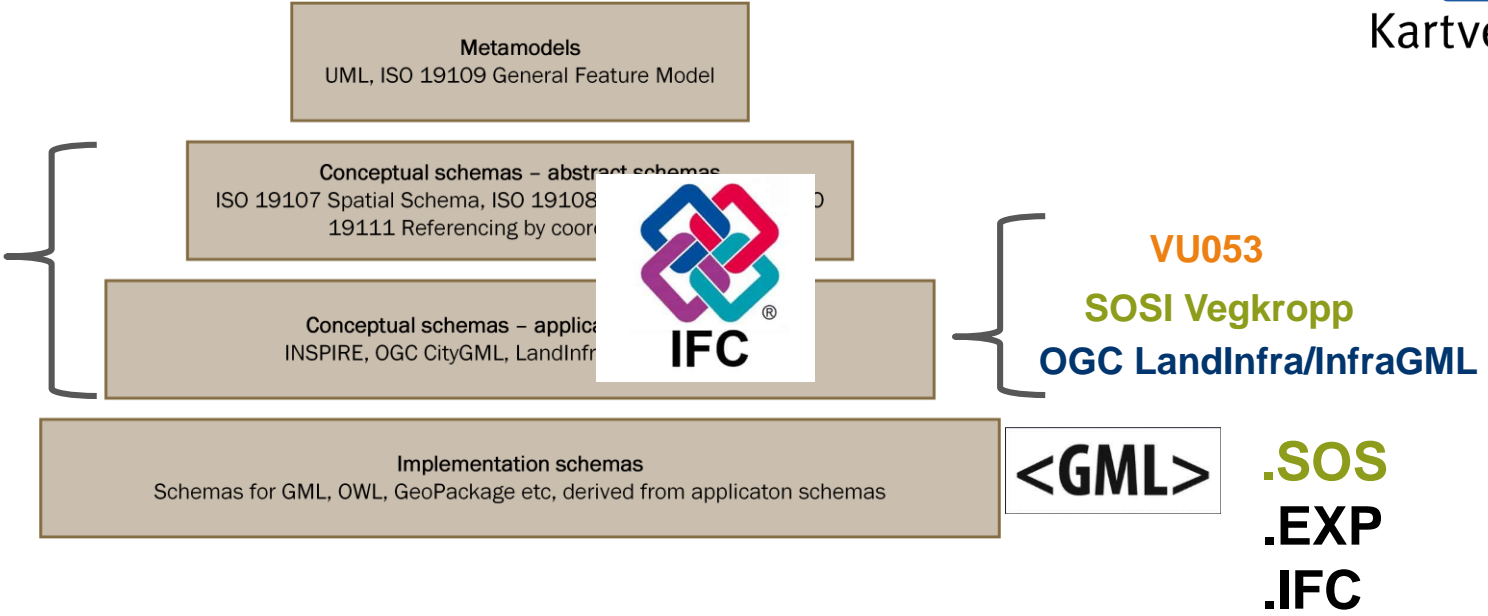 Kartve
Metamodels
UML, ISO 19109 General Feature Model
Conceptual schemas – abstract schemas
ISO 19107 Spatial Schema, ISO 19108
19111 Referencing by coor
Conceptual schemas – applica
INSPIRE, OGC CityGML, LandInfr
IFC
®
VU053
SOSI Vegkropp
OGC LandInfra/InfraGML
Implementation schemas
Schemas for GML, OWL, GeoPackage etc, derived from applicaton schemas
<GML>
.SOS
.EXP
.IFC